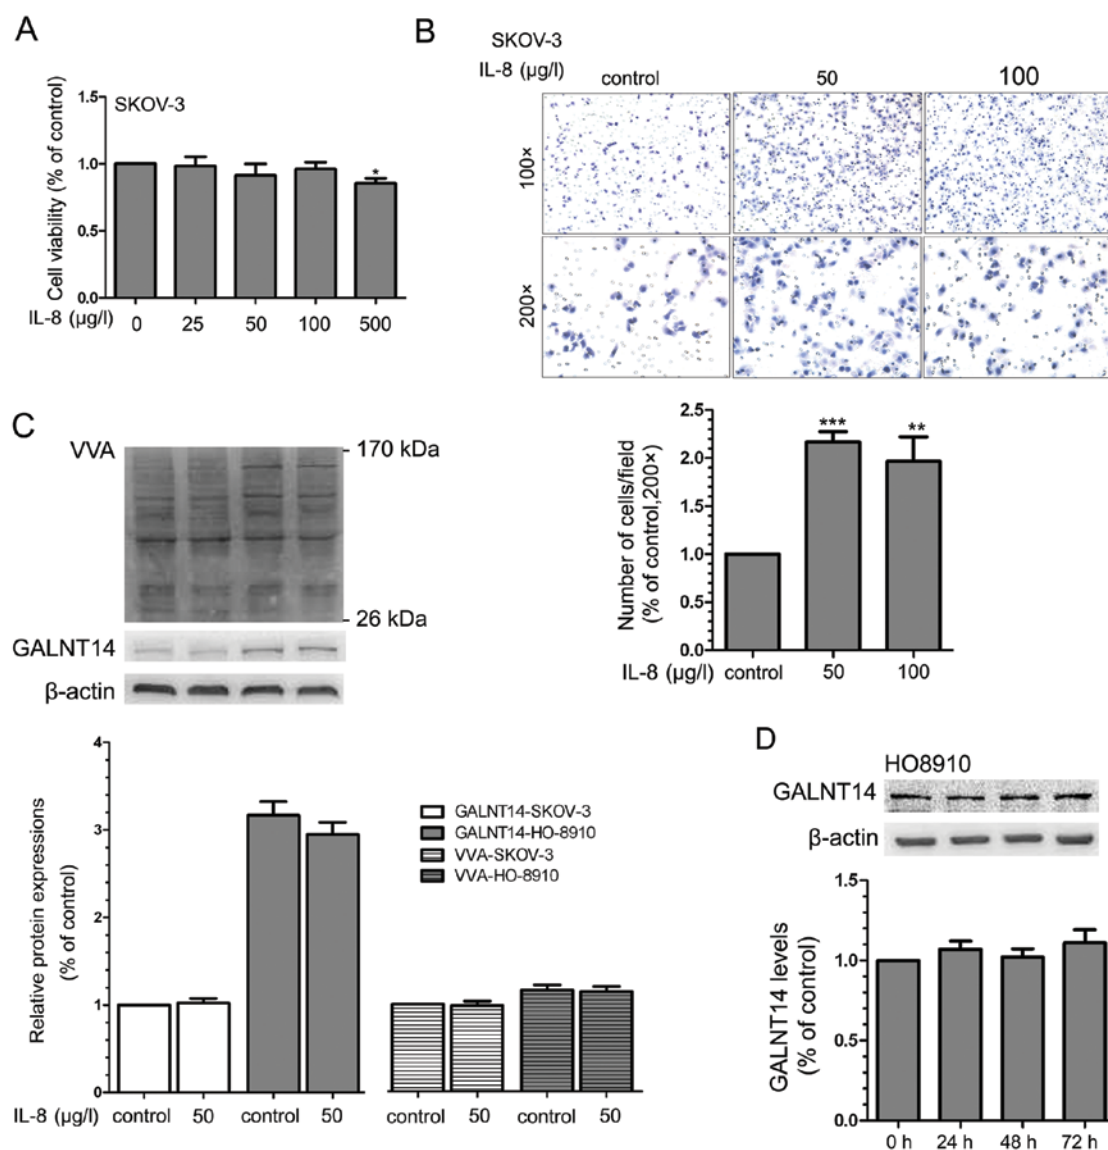 A
SKOV-3
Cell viability (% of control)
1.5
1.0
0.5
0.0
*
IL-8 (µg/l)
0 25 50 100 500
B
SKOV-3
IL-8 (µg/l)
control 50 100
100×
200×
Number of cells/field
(% of control,200×)
2.5
2.0
1.5
1.0
0.5
0.0
*** **
IL-8 (µg/l) control 50 100
C
VVA
- 170 kDa
- 26 kDa
GALNT14
β-actin
Relative protein expressions
(% of control)
4
3
2
1
0
GALNT14-SKOV-3
GALNT14-HO-8910
VVA-SKOV-3
VVA-HO-8910
IL-8 (µg/l) control 50 control 50 control 50 control 50
D
HO8910
GALNT14
β-actin
GALNT14 levels
(% of control)
1.5
1.0
0.5
0.0
0 h 24 h 48 h 72 h